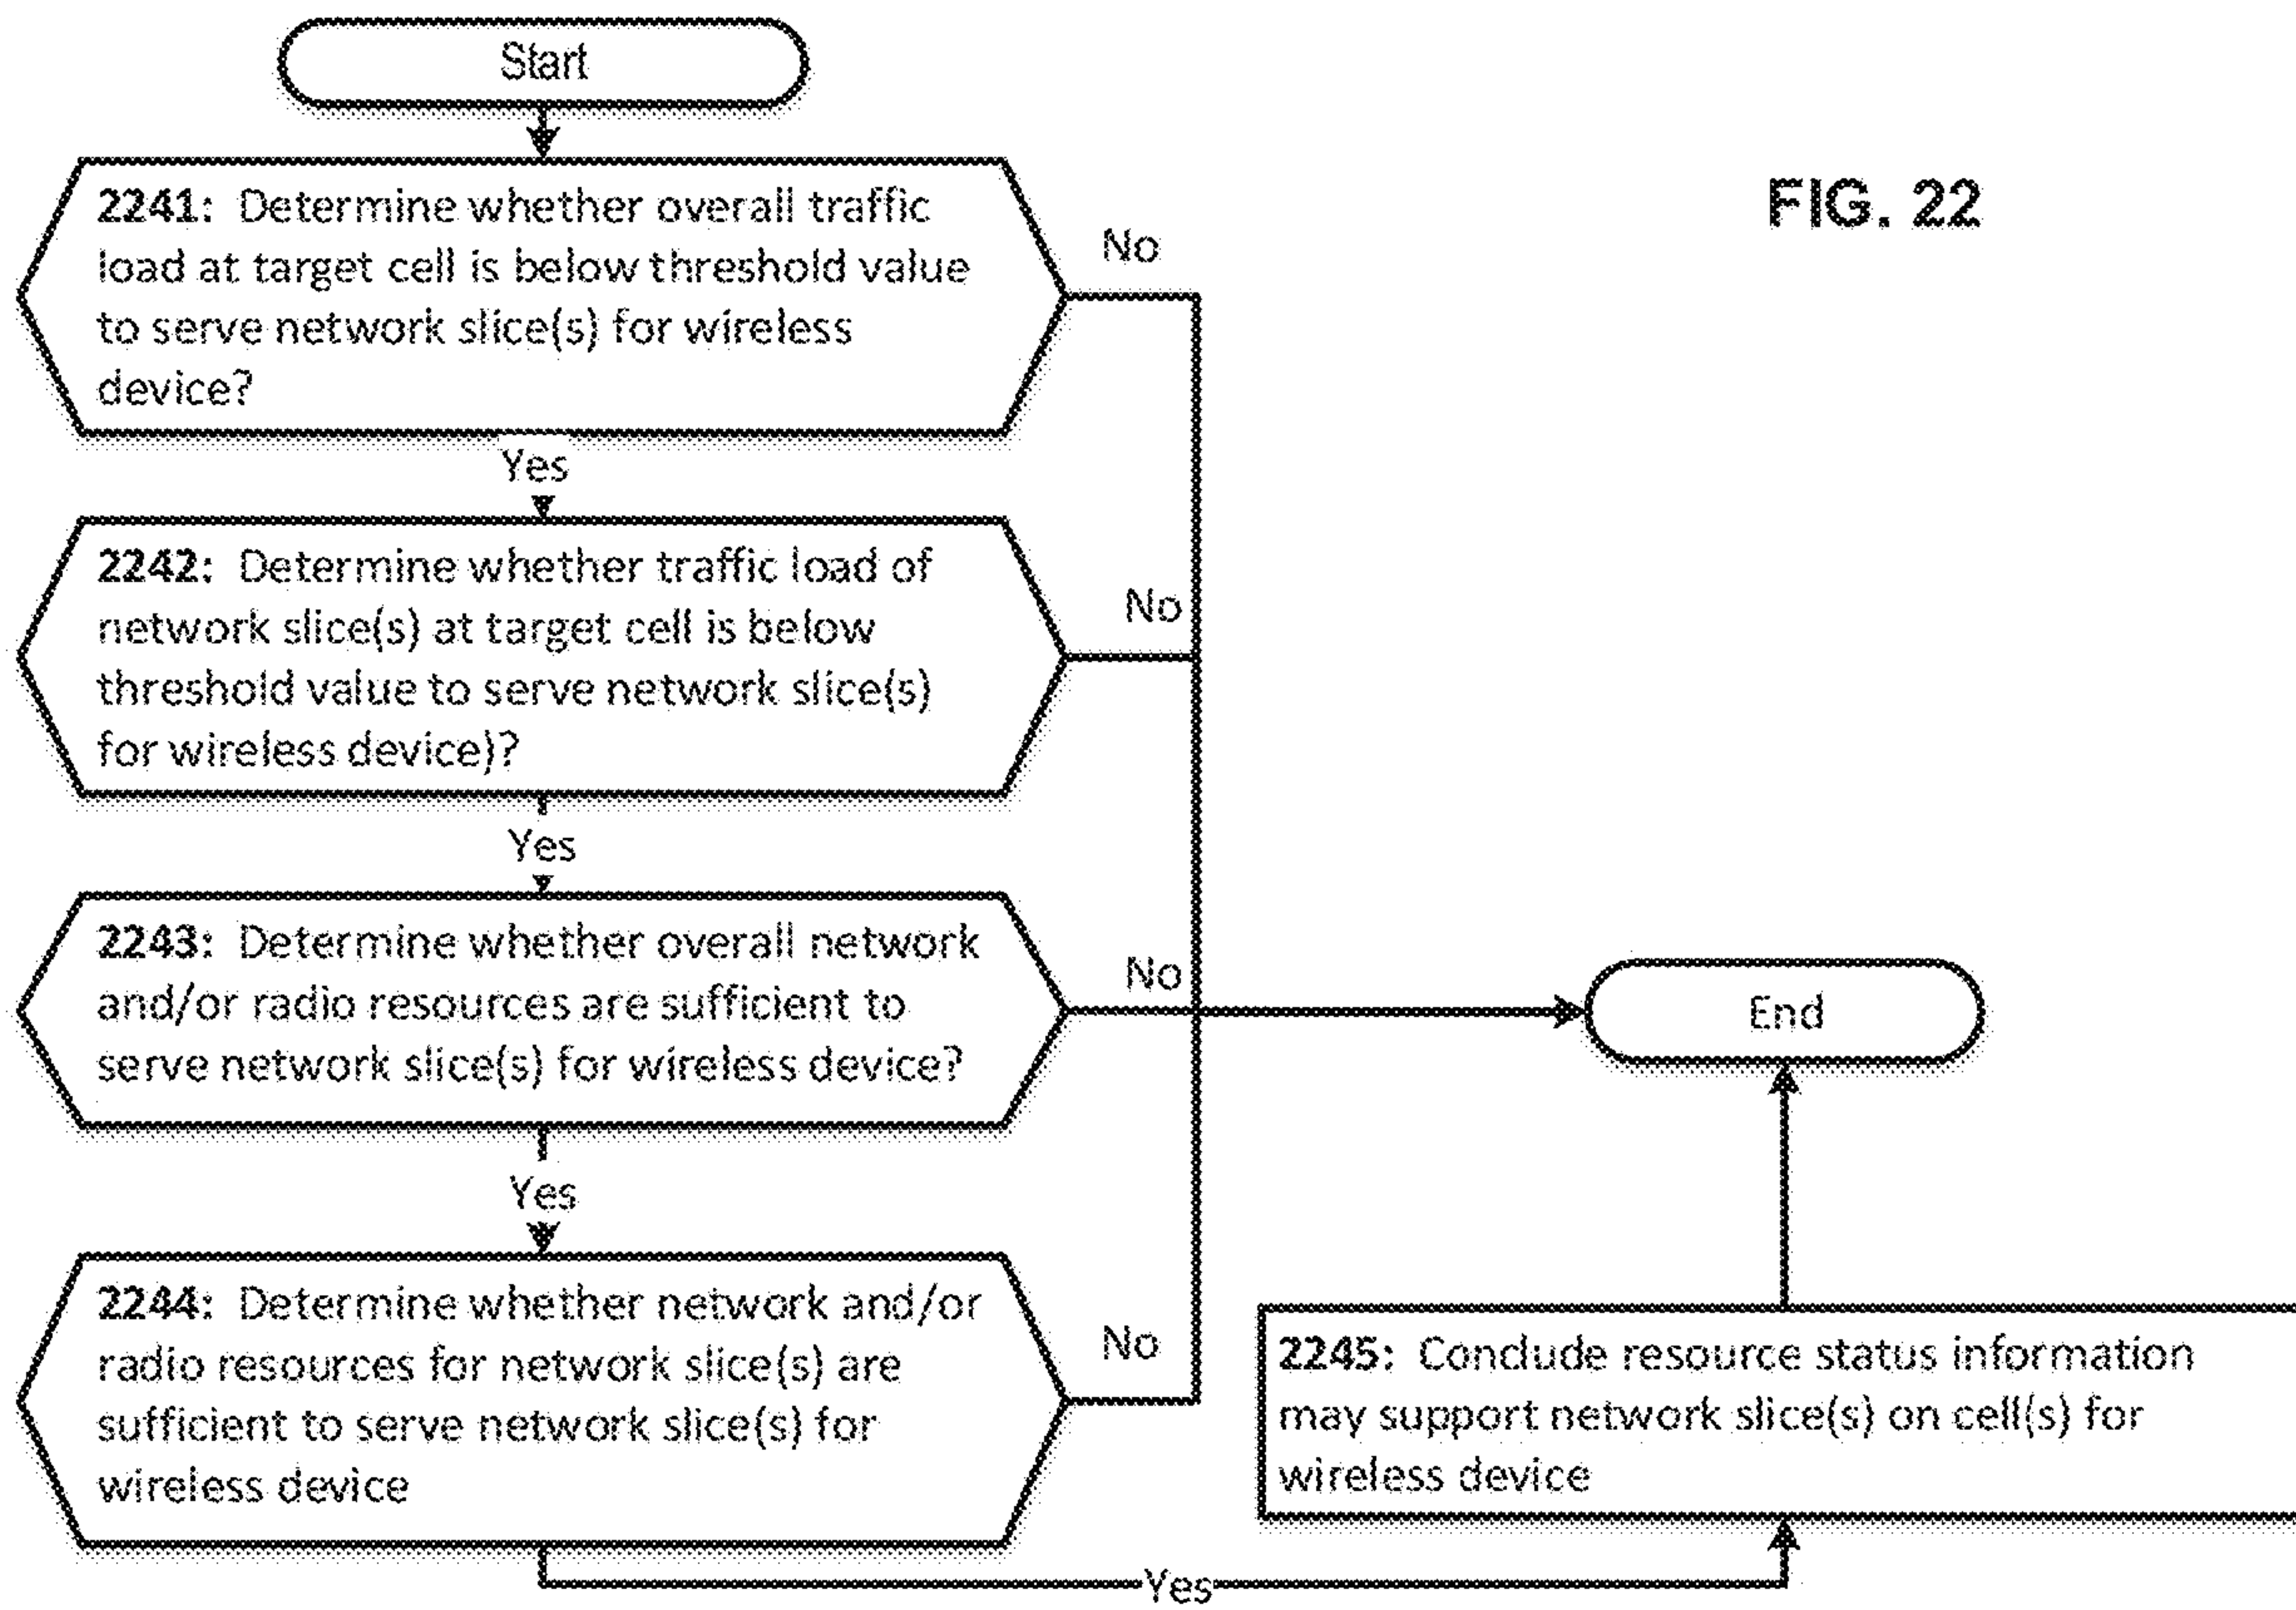 Start
FIG. 22
2241: Determine whether overall traffic
load at target cell is below threshold value
to serve network slice(s) for wireless
device?
No
Yes
2242: Determine whether traffic load of
network slice(s) at target cell is below
threshold value to serve network slice(s)
for wireless device)?
No
Yes
2243: Determine whether overall network
and/or radio resources are sufficient to
serve network slice(s) for wireless device?
No
End
Yes
2244: Determine whether network and/or
radio resources for network slice(s) are
sufficient to serve network slice(s) for
wireless device
No
2245: Conclude resource status information
may support network slice(s) on cell(s) for
wireless device
Yes